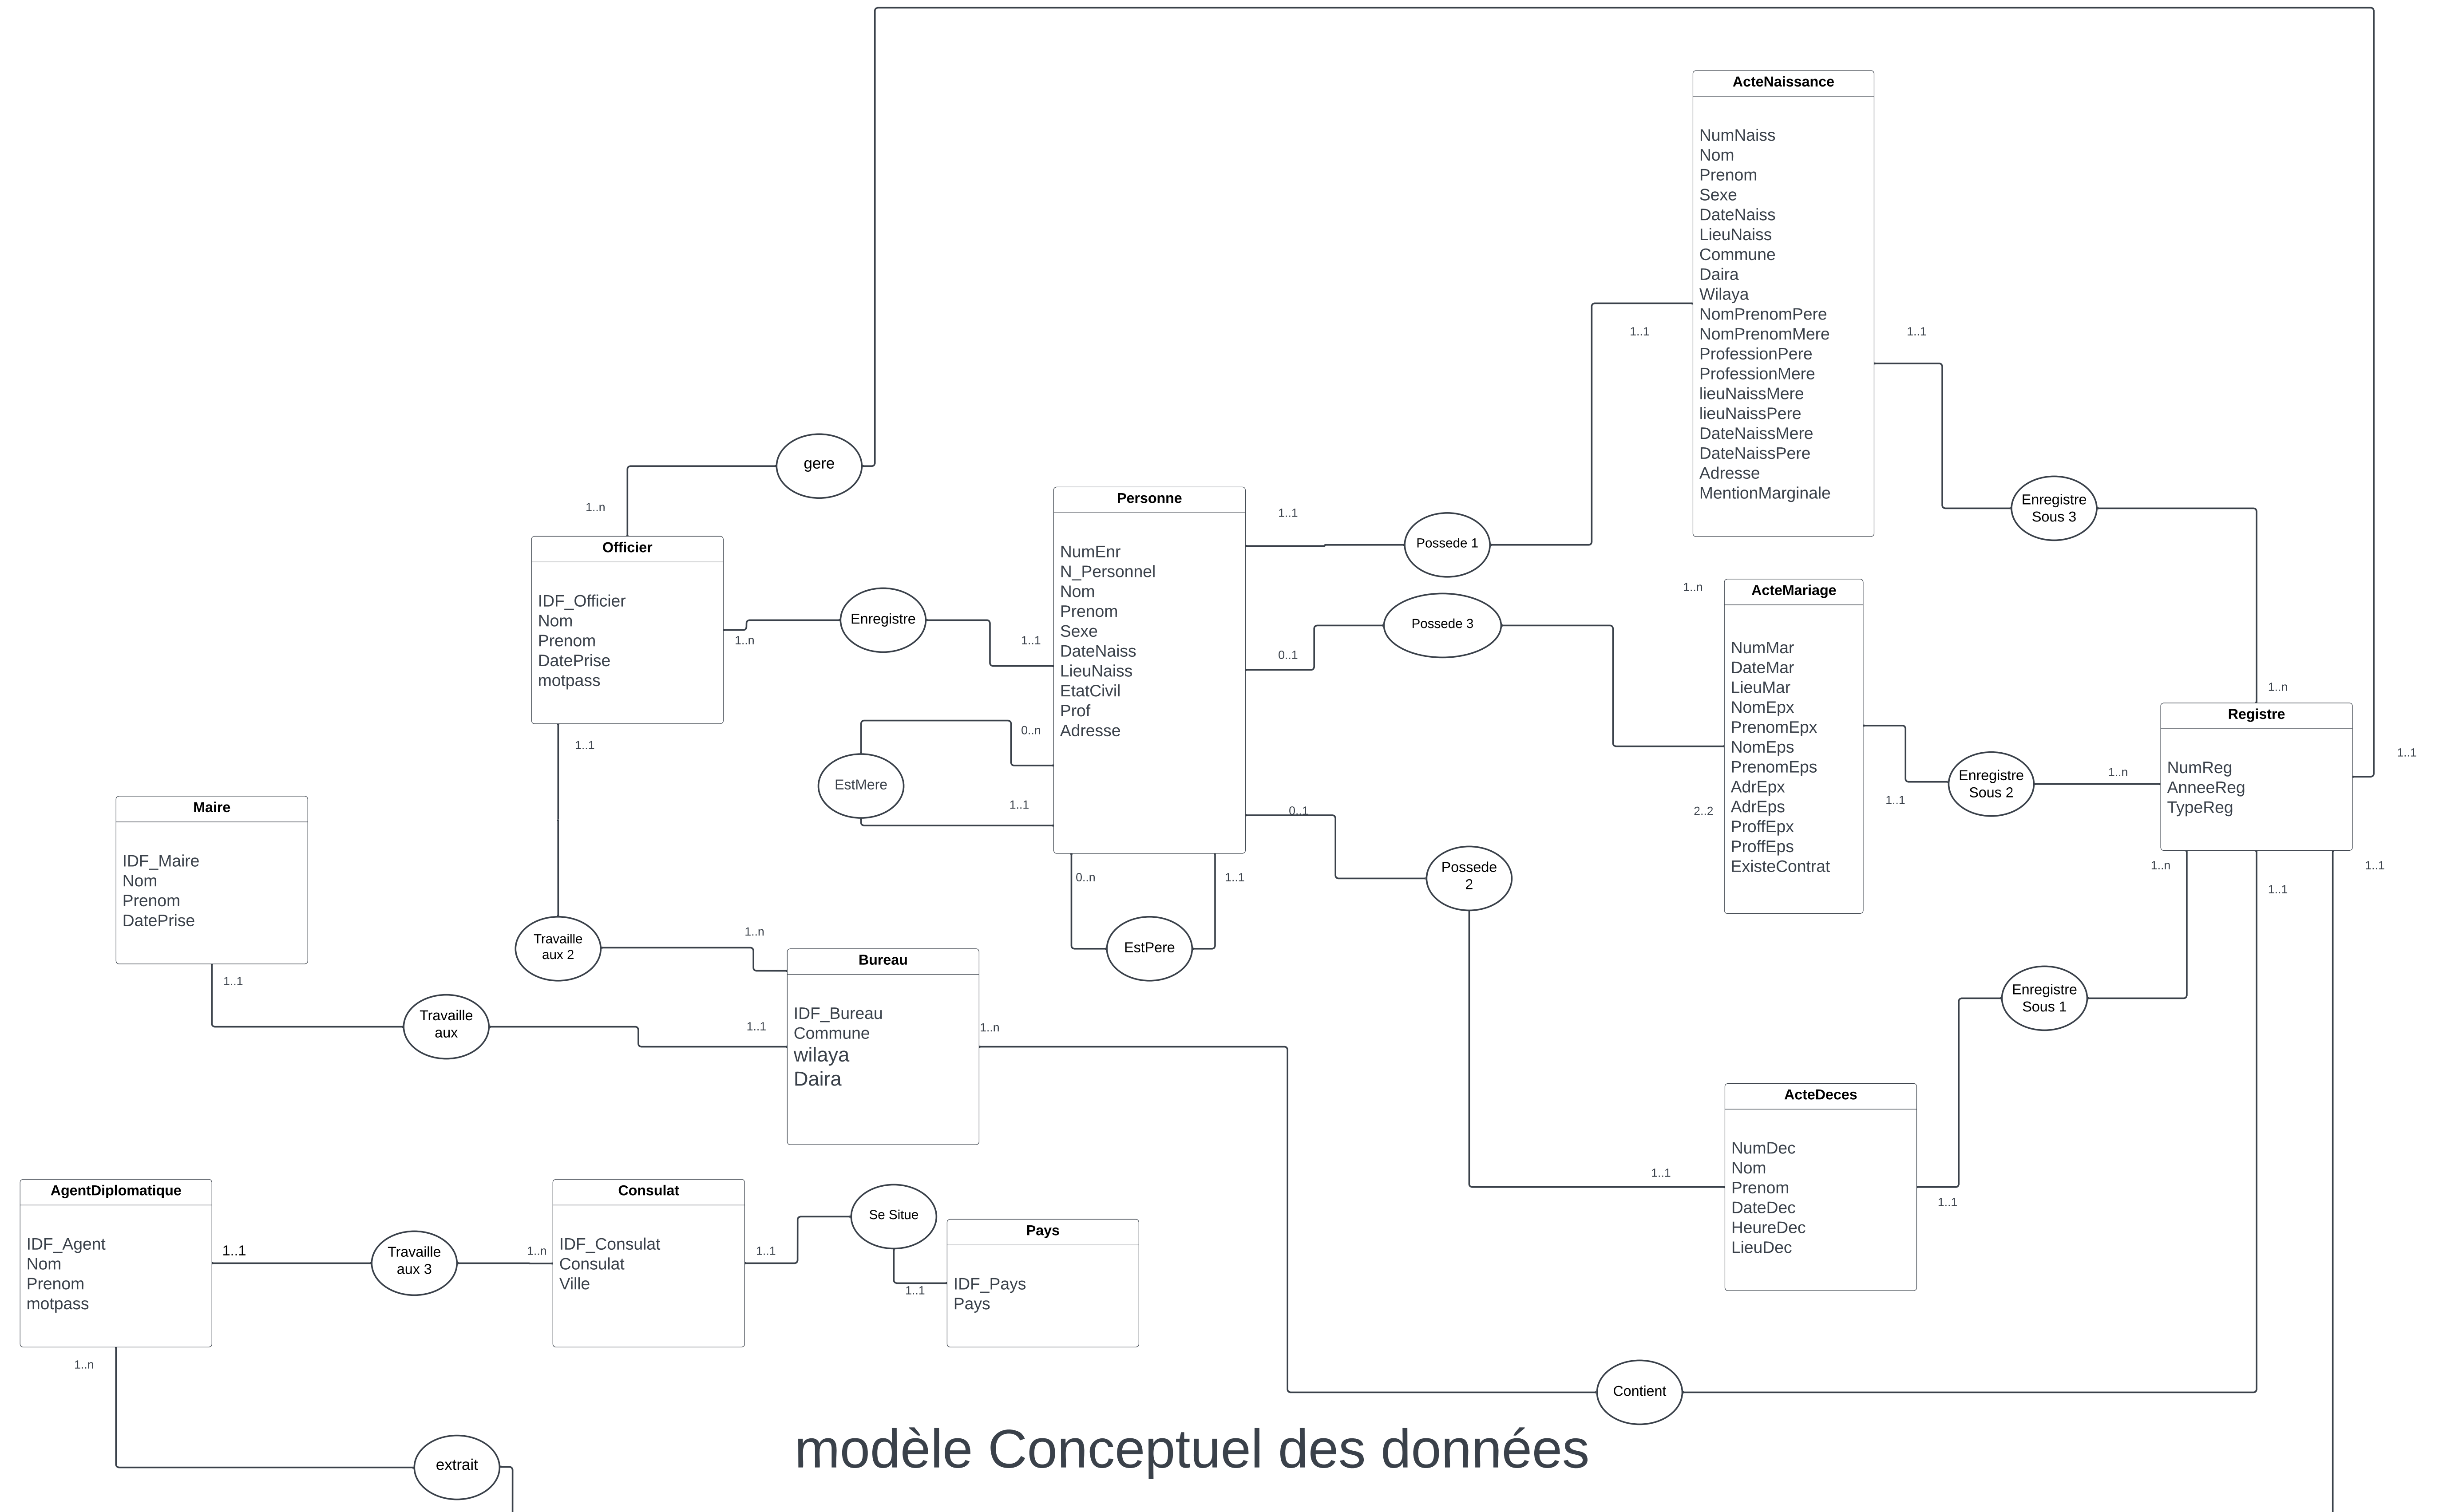 ActeNaissance
NumNaiss
Nom
Prenom
Sexe
DateNaiss
LieuNaiss
Commune
Daira
Wilaya
NomPrenomPere
NomPrenomMere
ProfessionPere
ProfessionMere
lieuNaissMere
lieuNaissPere
DateNaissMere
DateNaissPere
Adresse
MentionMarginale
1..1
1..1
gere
1..n
Officier
IDF_Officier
Nom
Prenom
DatePrise
motpass
1..n
Enregistre
1..1
1..1
Personne
NumEnr
N_Personnel
Nom
Prenom
Sexe
DateNaiss
LieuNaiss
EtatCivil
Prof
Adresse
1..1
Possede 1
Enregistre
Sous 3
0..1
Possede 3
1..n
ActeMariage
NumMar
DateMar
LieuMar
NomEpx
PrenomEpx
NomEps
PrenomEps
AdrEpx
AdrEps
ProffEpx
ProffEps
ExisteContrat
2..2
1..1
Enregistre
Sous 2
1..n
1..n
Registre
NumReg
AnneeReg
TypeReg
1..1
1..n
1..1
1..1
0..n
EstMere
1..1
0..1
0..n
1..1
EstPere
Possede
2
Maire
IDF_Maire
Nom
Prenom
DatePrise
1..1
Travaille
aux
1..1
Travaille
aux 2
1..n
Bureau
IDF_Bureau
Commune
wilaya
Daira
1..n
Enregistre
Sous 1
ActeDeces
NumDec
Nom
Prenom
DateDec
HeureDec
LieuDec
1..1
1..1
AgentDiplomatique
IDF_Agent
Nom
Prenom
motpass
1..1
Travaille
aux 3
1..n
Consulat
IDF_Consulat
Consulat
Ville
1..1
Se Situe
1..1
Pays
IDF_Pays
Pays
1..n
Contient
extrait
modèle Conceptuel des données